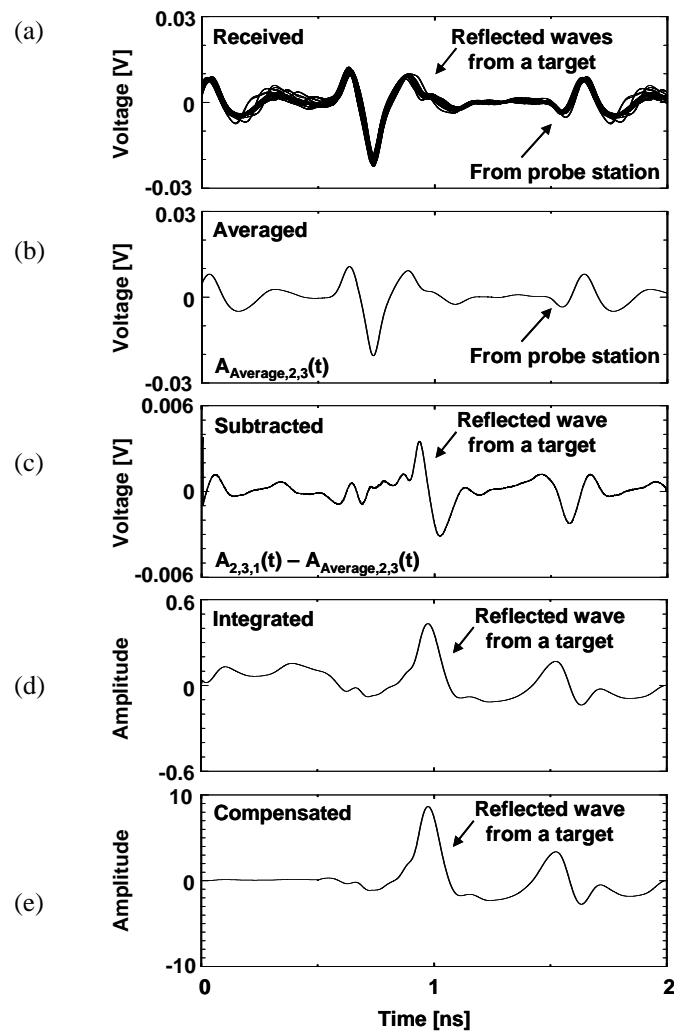 (a)
0.03
0
-0.03
Voltage [V]
Received
Reflected waves
from a target
From probe station
(b)
0.03
0
-0.03
Voltage [V]
Averaged
From probe station
A_Average,2,3(t)
(c)
0.006
0
-0.006
Voltage [V]
Subtracted
Reflected wave
from a target
A_2,3,1(t) – A_Average,2,3(t)
(d)
0.6
0
-0.6
Amplitude
Integrated
Reflected wave
from a target
(e)
10
0
-10
Amplitude
Compensated
Reflected wave
from a target
0 1 2
Time [ns]